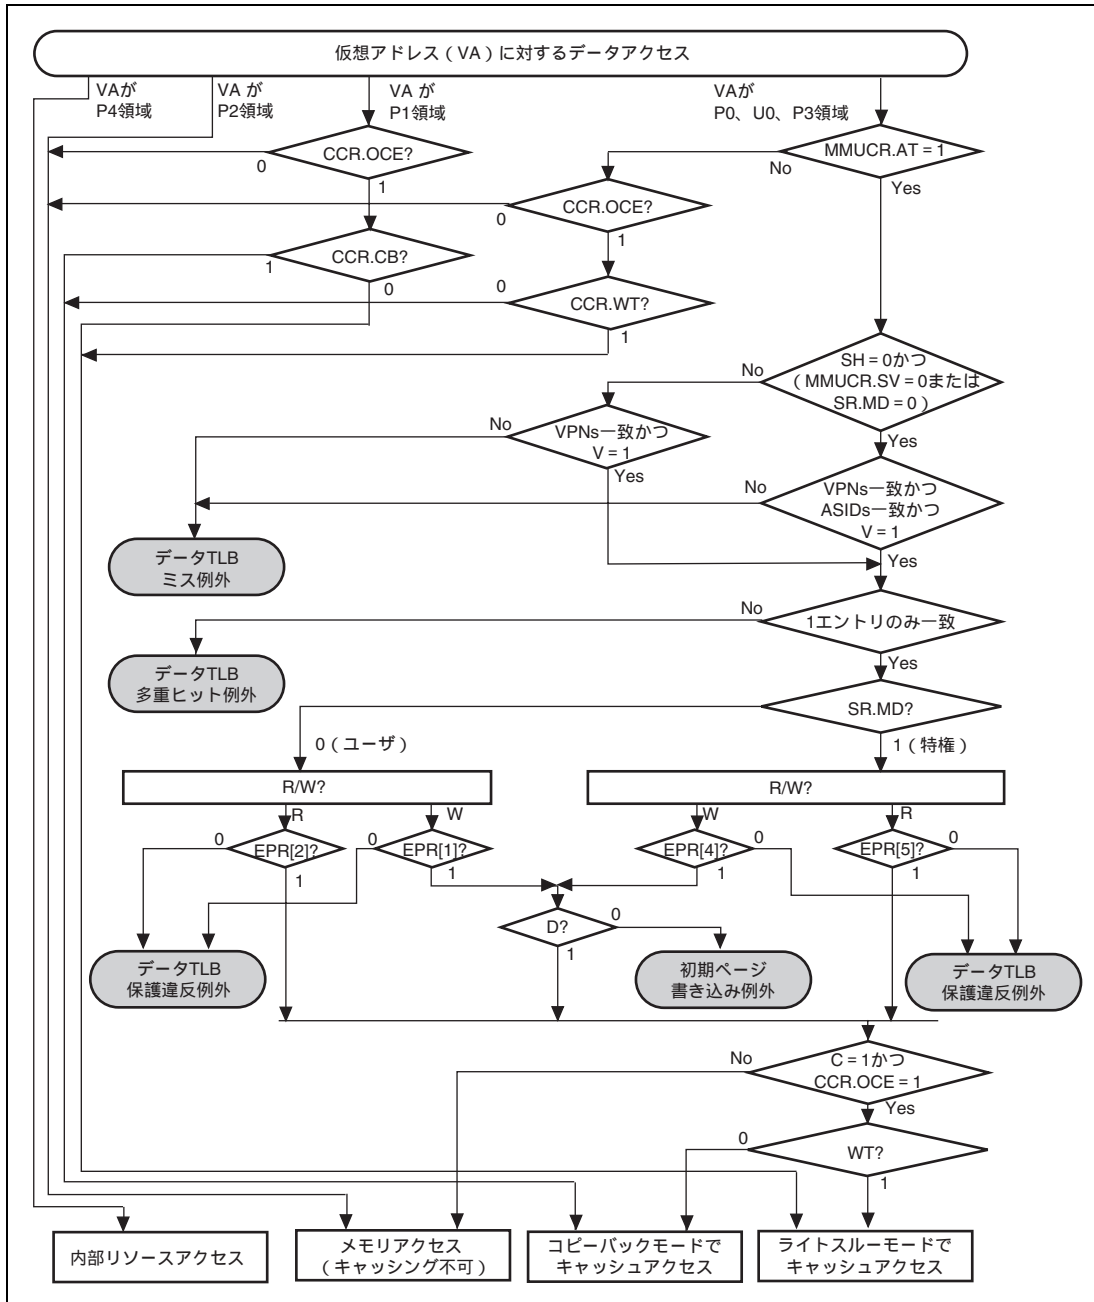 仮想アドレス（VA）に対するデータアクセス
VAが
P4領域
VA が
P2領域
VA が
P1領域
VAが
P0、U0、P3領域
CCR.OCE?
0
1
MMUCR.AT = 1
No
Yes
CCR.OCE?
0
1
CCR.CB?
1
0
CCR.WT?
0
1
SH = 0かつ
（MMUCR.SV = 0または
SR.MD = 0）
No
Yes
VPNs一致かつ
V = 1
No
Yes
VPNs一致かつ
ASIDs一致かつ
V = 1
No
Yes
データTLB
ミス例外
1エントリのみ一致
No
Yes
データTLB
多重ヒット例外
SR.MD?
0（ユーザ）
1（特権）
R/W?
R/W?
R
W
W
R
EPR[2]?
0
1
EPR[1]?
0
1
EPR[4]?
0
1
EPR[5]?
0
1
D?
0
1
データTLB
保護違反例外
初期ページ
書き込み例外
データTLB
保護違反例外
C = 1かつ
CCR.OCE = 1
No
Yes
WT?
0
1
内部リソースアクセス
メモリアクセス
（キャッシング不可）
コピーバックモードで
キャッシュアクセス
ライトスルーモードで
キャッシュアクセス